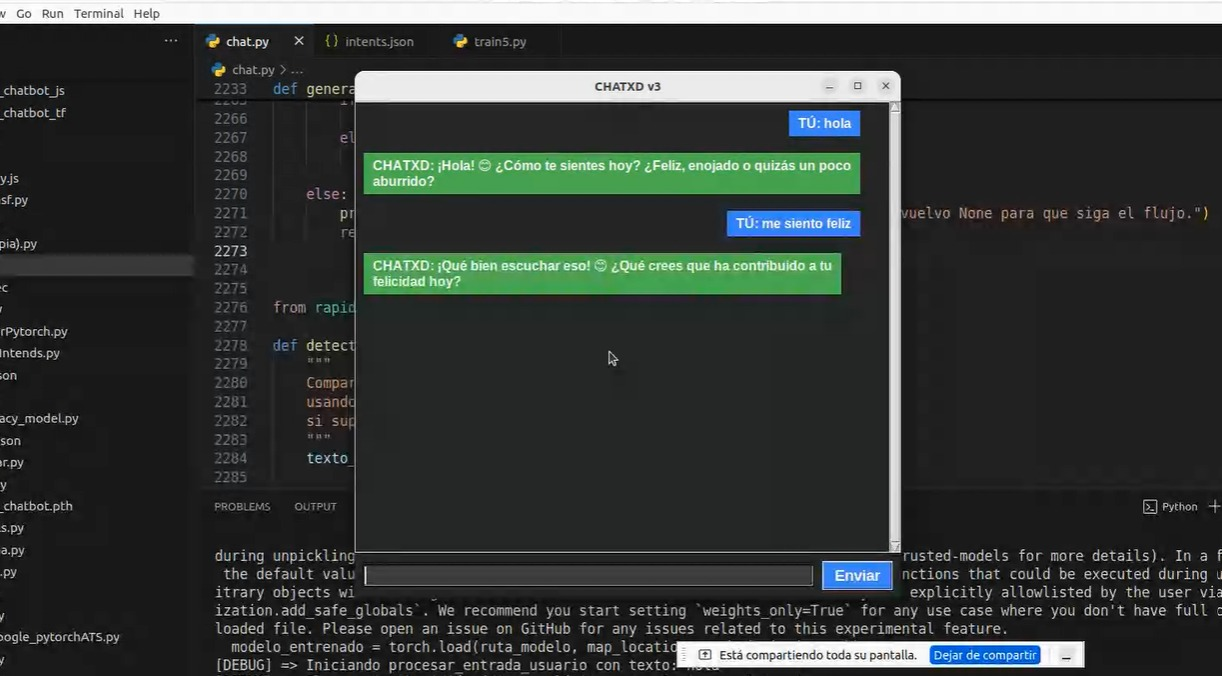 Go Run Terminal Help
chat.py × {} intents.json train5.py
chat.py > ...
_chatbot_js
_chatbot_tf
y.js
sf.py
pia).py
ec
rPytorch.py
Intends.py
son
acy_model.py
son
ar.py
_chatbot.pth
s.py
na.py
.py
oogle_pytorchATS.py
2233 def genera
2266
2267 el
2268
2269
2270 else:
2271 pr vuelvo None para que siga el flujo.")
2272 re
2273
2274
2275
2276 from rapid
2277
2278 def detect
2279 """
2280 Compar
2281 usando
2282 si sup
2283 """
2284 texto_
2285
CHATXD v3
TÚ: hola
CHATXD: ¡Hola! 😊 ¿Cómo te sientes hoy? ¿Feliz, enojado o quizás un poco
aburrido?
TÚ: me siento feliz
CHATXD: ¡Qué bien escuchar eso! 😊 ¿Qué crees que ha contribuido a tu
felicidad hoy?
Enviar
PROBLEMS OUTPUT Python
during unpickling rusted-models for more details). In a f
the default valu nctions that could be executed during u
itrary objects wi explicitly allowlisted by the user via
ization.add_safe_globals`. We recommend you start setting `weights_only=True` for any use case where you don't have full c
loaded file. Please open an issue on GitHub for any issues related to this experimental feature.
modelo_entrenado = torch.load(ruta_modelo, map_locatio
[DEBUG] => Iniciando procesar_entrada_usuario con texto:
Está compartiendo toda su pantalla. Dejar de compartir